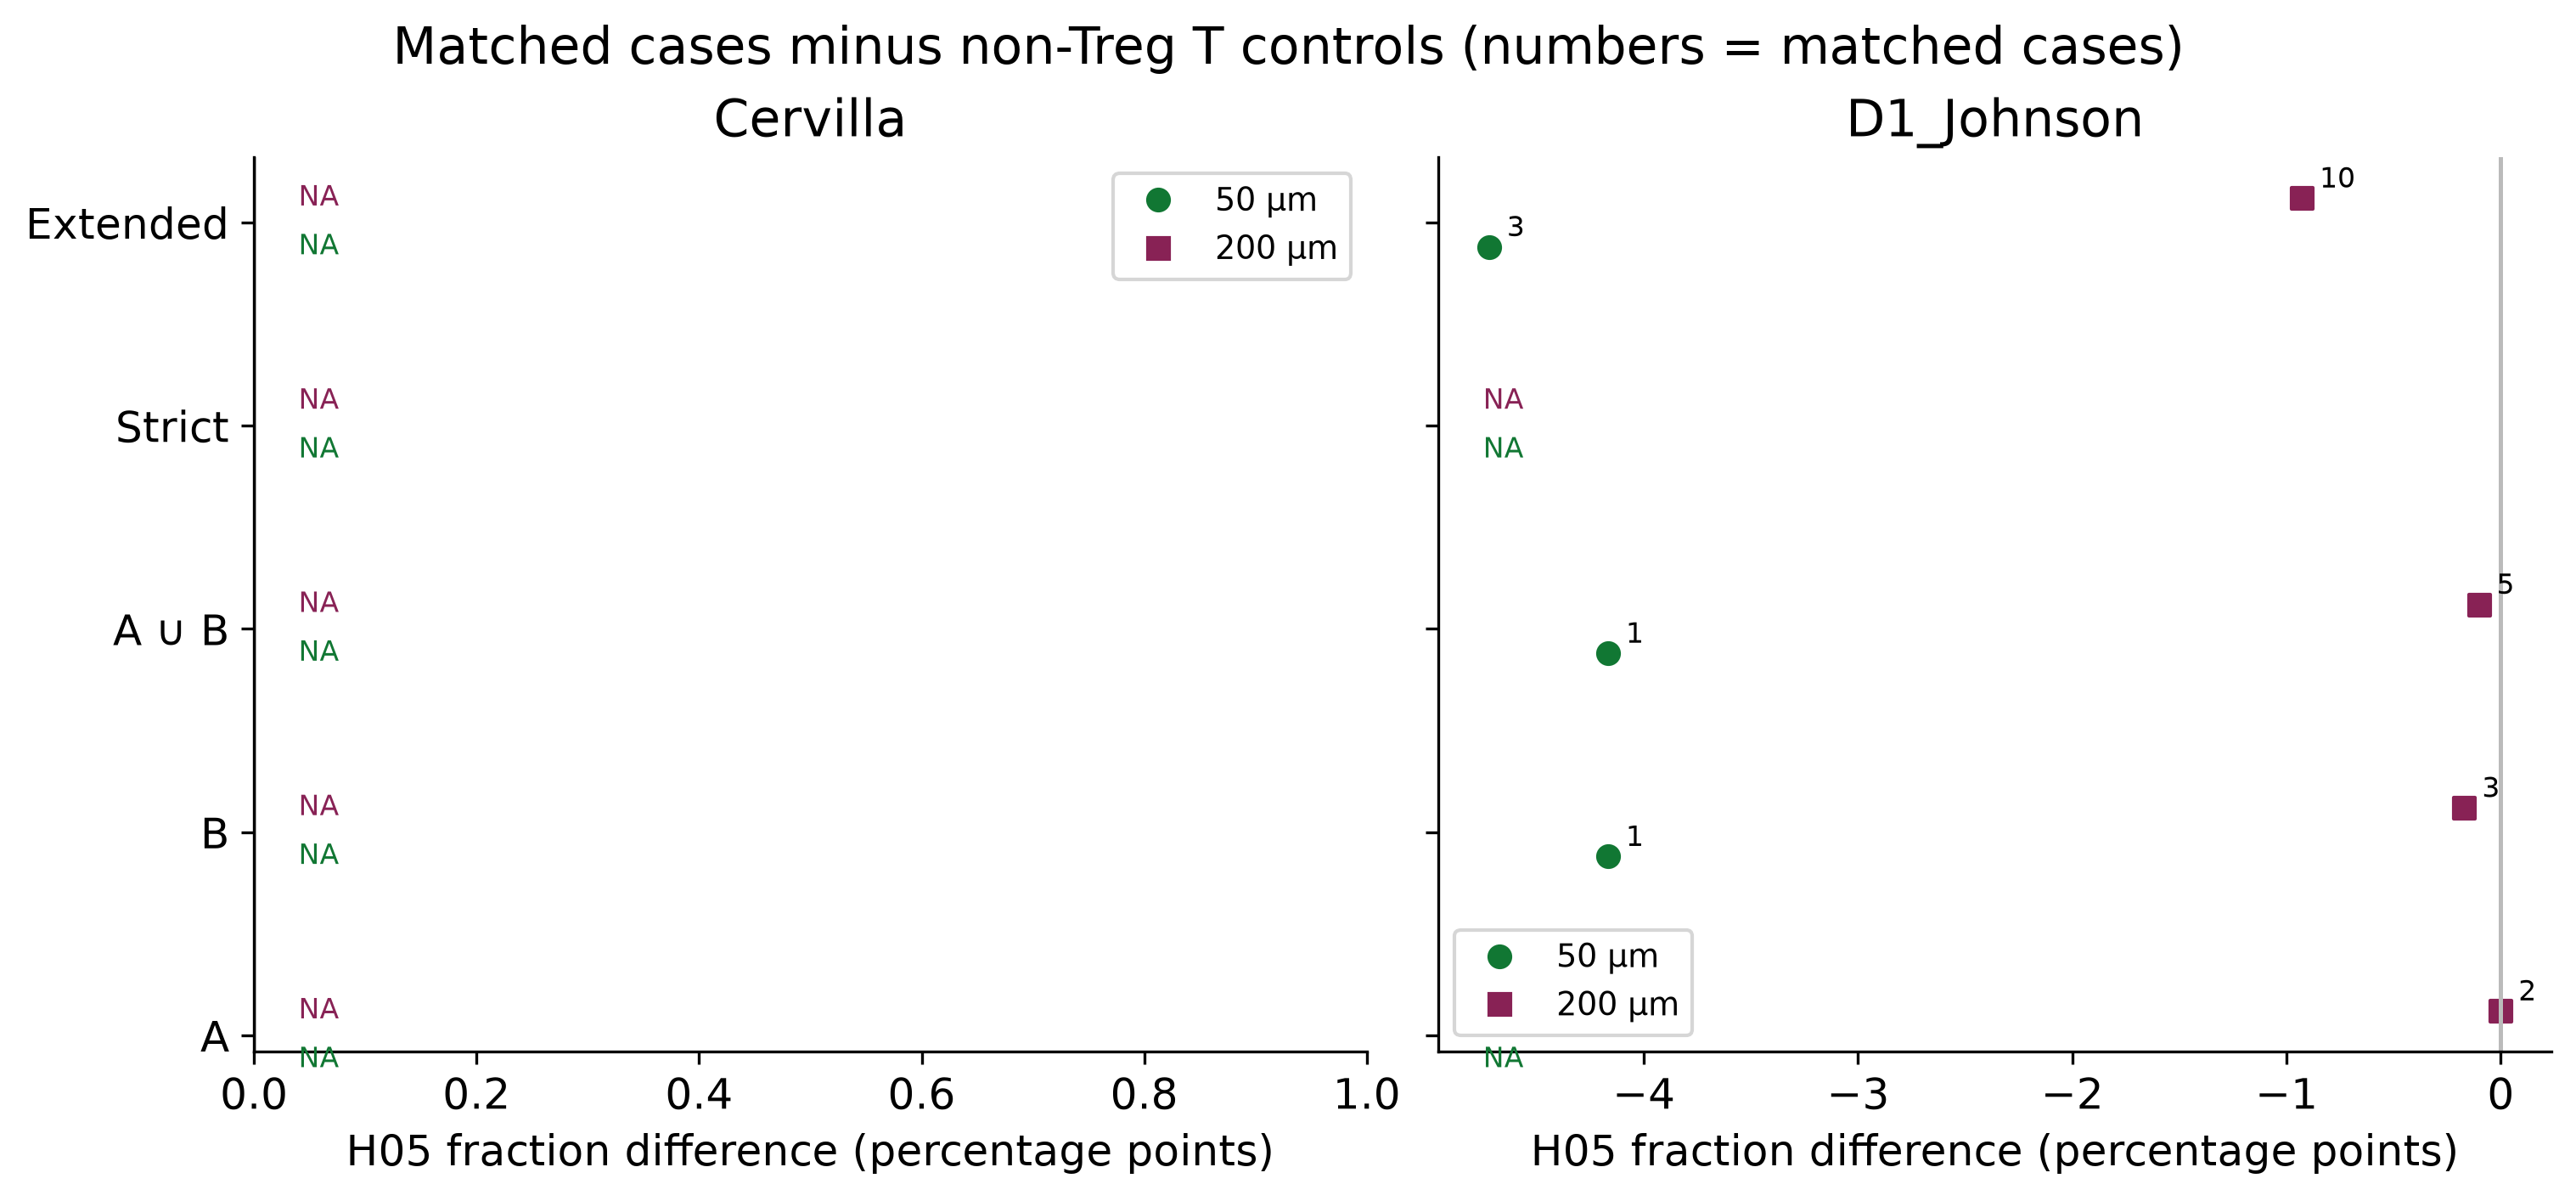 Matched cases minus non-Treg T controls (numbers = matched cases)
Cervilla
Extended
Strict
A ∪ B
B
A
NA
NA
NA
NA
NA
NA
NA
NA
NA
NA
50 µm
200 µm
0.0 0.2 0.4 0.6 0.8 1.0
H05 fraction difference (percentage points)
D1_Johnson
10
3
NA
NA
5
1
3
1
2
NA
50 µm
200 µm
−4 −3 −2 −1 0
H05 fraction difference (percentage points)